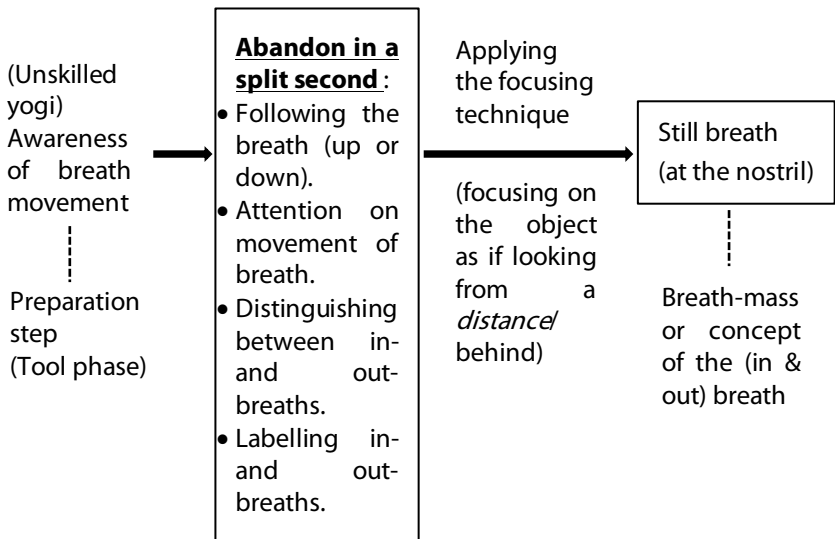 (Unskilled
yogi)
Awareness
of breath
movement
Preparation
step
(Tool phase)
Abandon in a
split second :
• Following the
breath (up or
down).
• Attention on
movement of
breath.
• Distinguishing
between in-
and out-
breaths.
• Labelling in-
and out-
breaths.
Applying
the focusing
technique
(focusing on
the object
as if looking
from a
distance/
behind)
Still breath
(at the nostril)
Breath-mass
or concept
of the (in &
out) breath